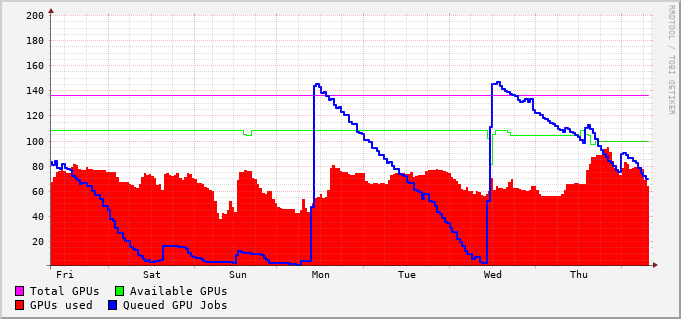 200
180
160
140
120
100
80
60
40
20
Fri Sat Sun Mon Tue Wed Thu
Total GPUs Available GPUs
GPUs used Queued GPU Jobs
RRDTOOL / TOBI OETIKER